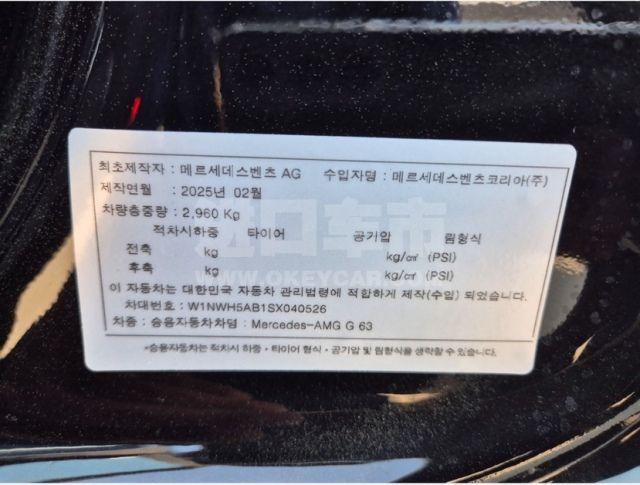 최초제작자 : 메르세데스벤츠 AG 수입자명 : 메르세데스벤츠코리아(주)
제작연월 : 2025년 02월
차량총중량 : 2,960 Kg
적차시하중 타이어 공기압 림형식
전축 kg kg/㎠ (PSI)
후축 kg kg/㎠ (PSI)
이 자동차는 대한민국 자동차 관리법령에 적합하게 제작(수입) 되었습니다.
차대번호 : W1NWH5AB1SX040526
차종 : 승용자동차차명 : Mercedes-AMG G 63
*승용자동차는 적차시 하중・타이어 형식・공기압 및 림형식을 생략할 수 있습니다.
进口车市
WWW.OKEYCAR.COM